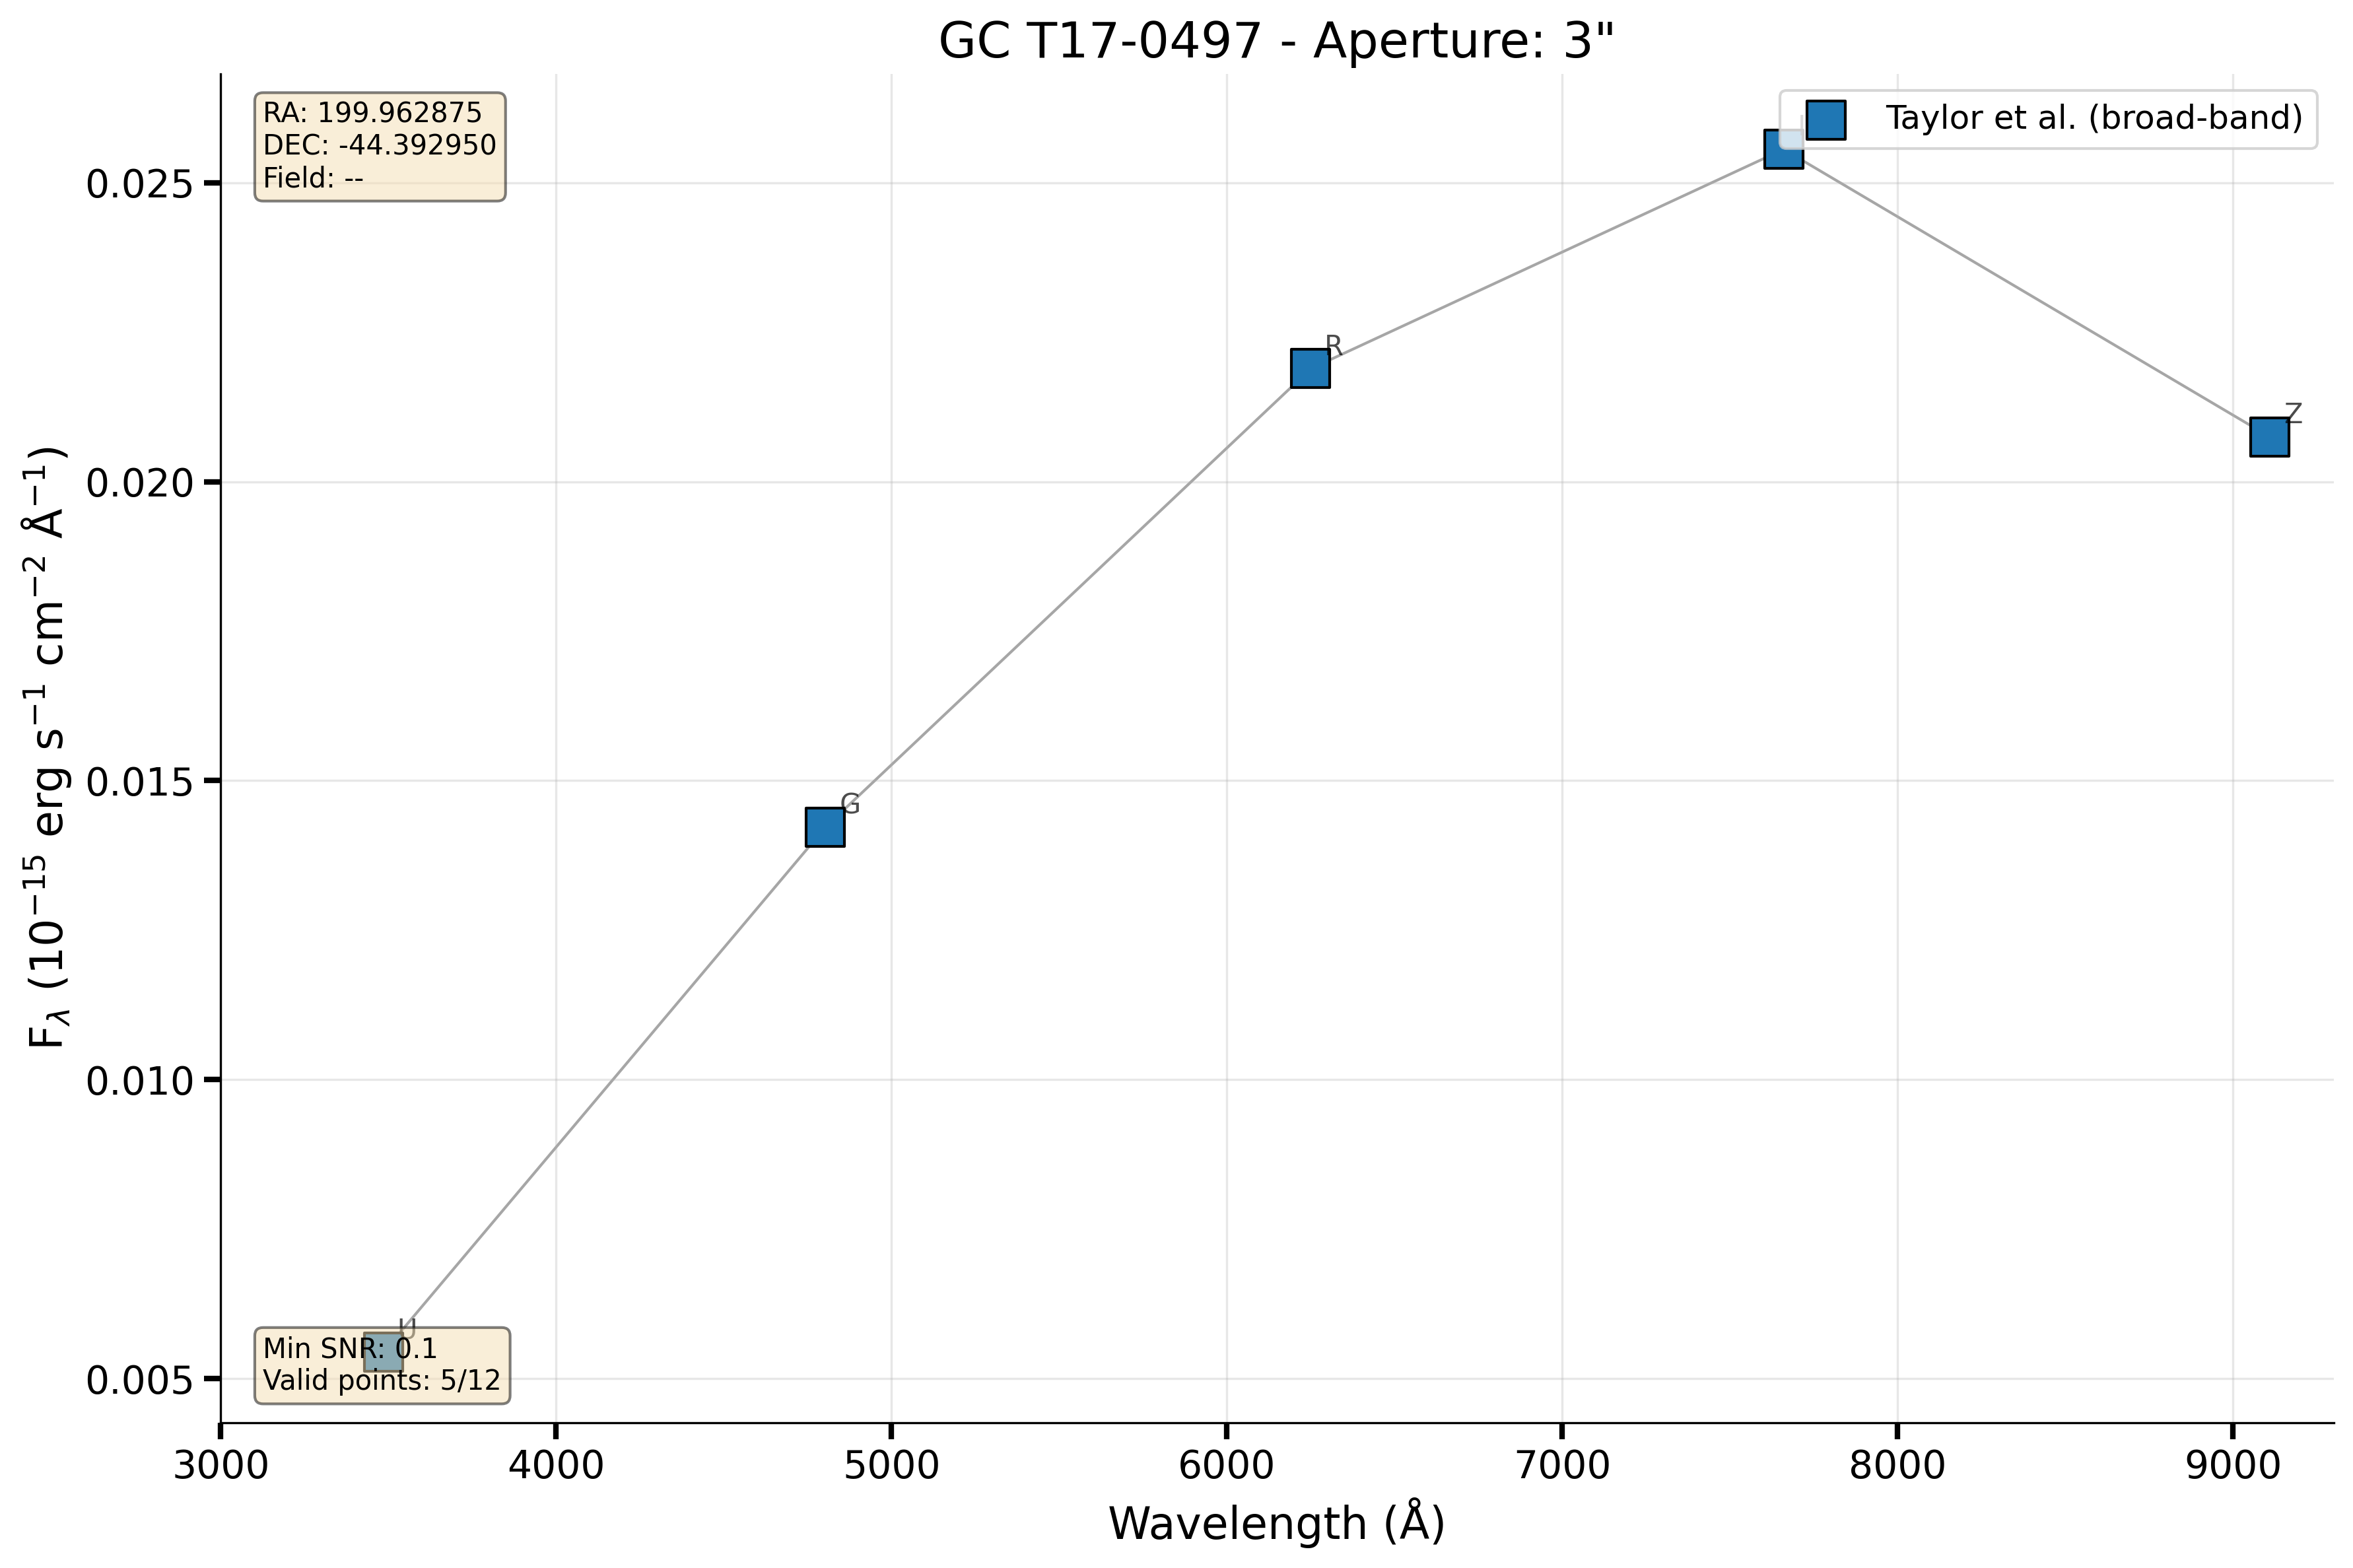 GC T17-0497 - Aperture: 3"
RA: 199.962875
DEC: -44.392950
Field: --
Taylor et al. (broad-band)
0.025
0.020
0.015
0.010
0.005
F_λ (10⁻¹⁵ erg s⁻¹ cm⁻² Å⁻¹)
R
Z
G
U
Min SNR: 0.1
Valid points: 5/12
3000 4000 5000 6000 7000 8000 9000
Wavelength (Å)